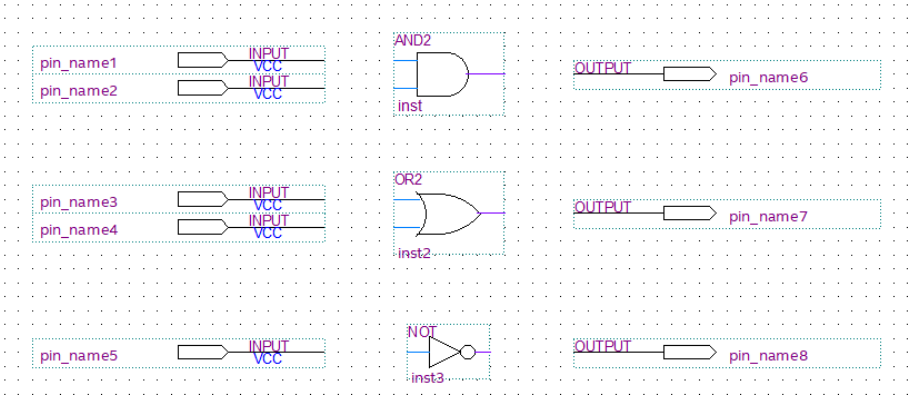 AND2
pin_name1 INPUT
VCC
pin_name2 INPUT
VCC
inst
OUTPUT pin_name6
OR2
pin_name3 INPUT
VCC
pin_name4 INPUT
VCC
inst2
OUTPUT pin_name7
NOT
pin_name5 INPUT
VCC
inst3
OUTPUT pin_name8